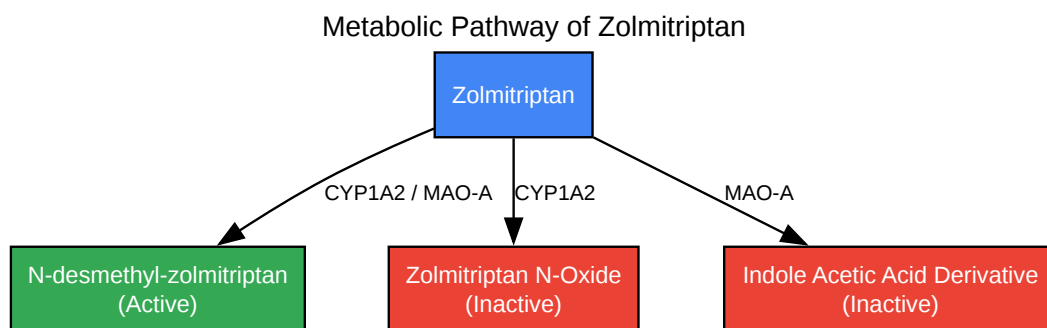 Metabolic Pathway of Zolmitriptan
Zolmitriptan
CYP1A2 / MAO-A
CYP1A2
MAO-A
N-desmethyl-zolmitriptan
(Active)
Zolmitriptan N-Oxide
(Inactive)
Indole Acetic Acid Derivative
(Inactive)